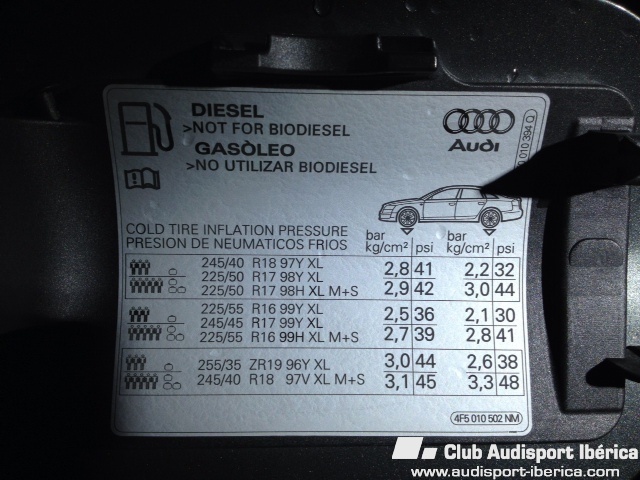 DIESEL
>NOT FOR BIODIESEL
GASÒLEO
>NO UTILIZAR BIODIESEL
Audi
010 394 Q
COLD TIRE INFLATION PRESSURE
PRESION DE NEUMATICOS FRIOS
bar kg/cm² psi bar kg/cm² psi
245/40 R18 97Y XL 2,8 41 2,2 32
225/50 R17 98Y XL
225/50 R17 98H XL M+S 2,9 42 3,0 44
225/55 R16 99Y XL 2,5 36 2,1 30
245/45 R17 99Y XL
225/55 R16 99H XL M+S 2,7 39 2,8 41
255/35 ZR19 96Y XL 3,0 44 2,6 38
245/40 R18 97V XL M+S 3,1 45 3,3 48
4F5 010 502 NM
Club Audisport Ibérica
www.audisport-iberica.com